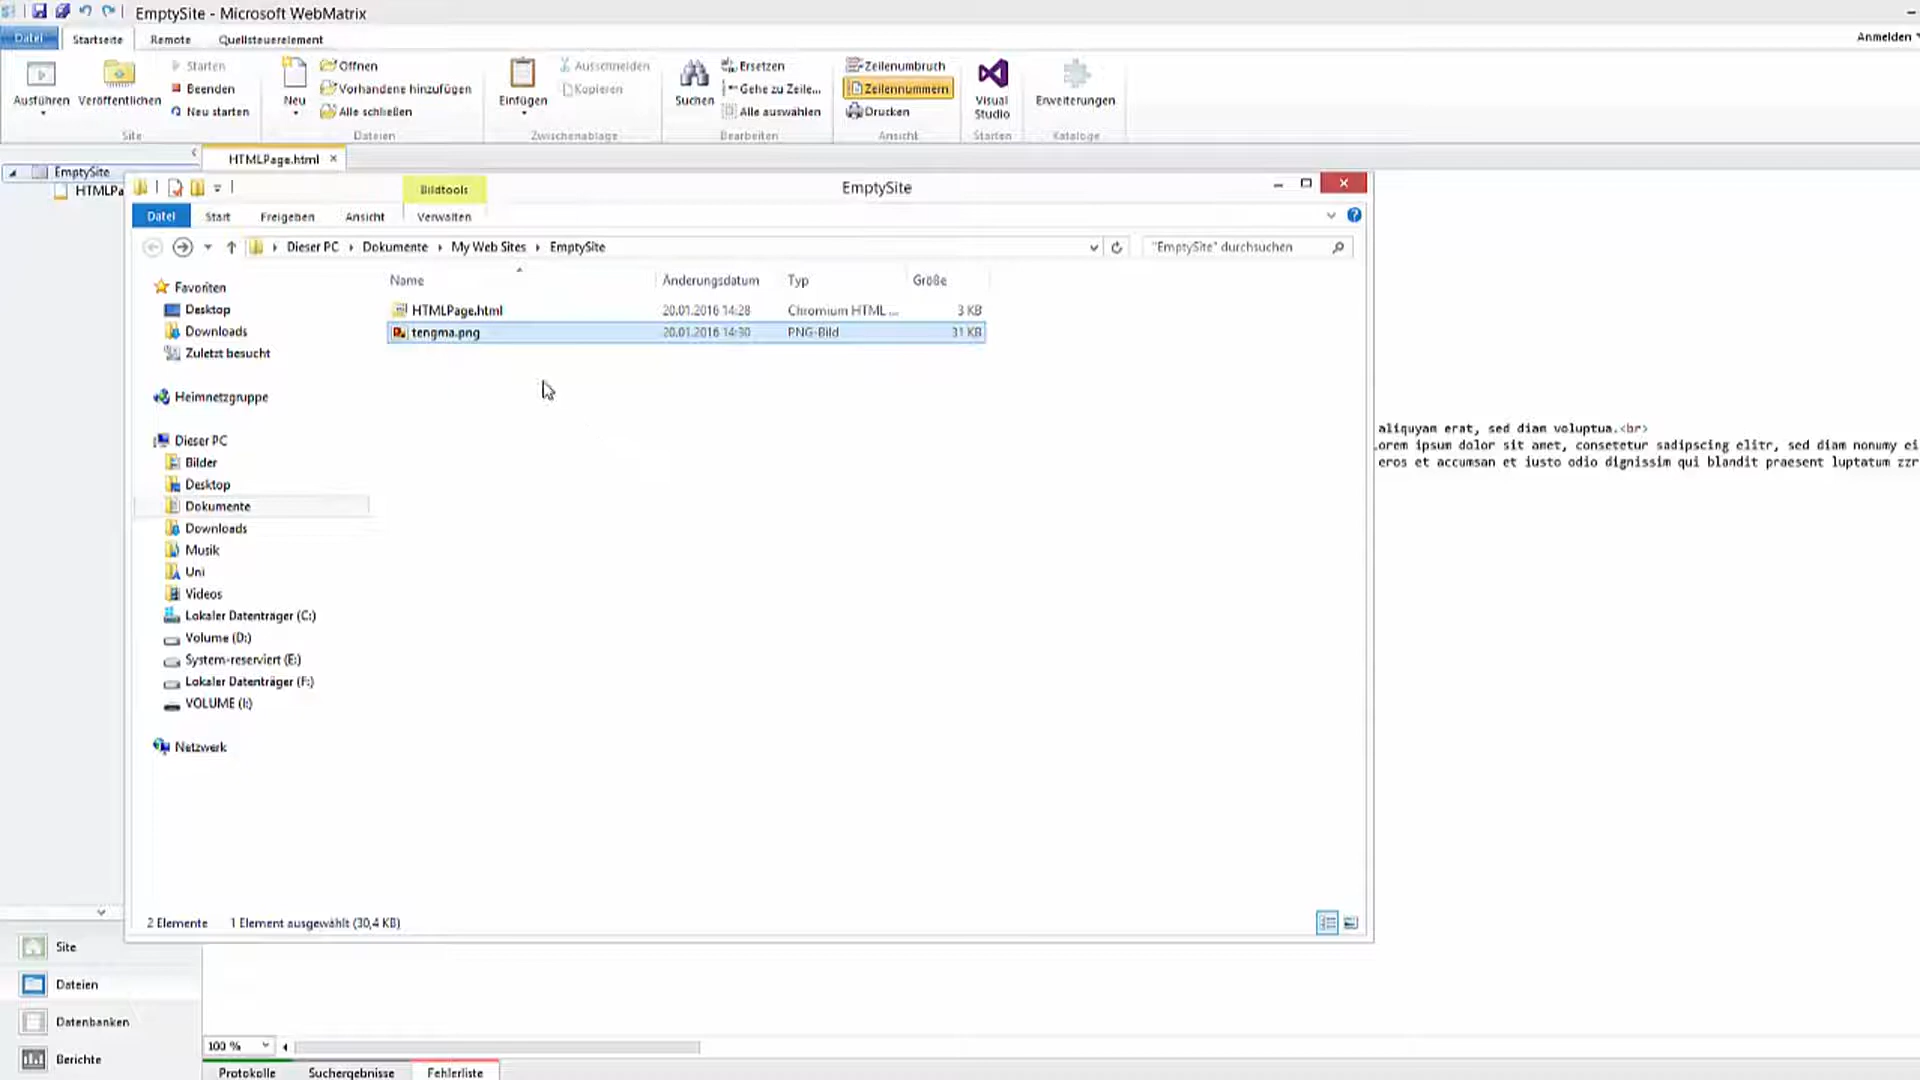 EmptySite - Microsoft WebMatrix
Datei Startseite Remote Quellsteuerelement
Anmelden
Ausführen
Veröffentlichen
Starten
Beenden
Neu starten
Site
Neu
Öffnen
Vorhandene hinzufügen
Alle schließen
Dateien
Einfügen
Ausschneiden
Kopieren
Zwischenablage
Suchen
Ersetzen
Gehe zu Zeile...
Alle auswählen
Bearbeiten
Zeilenumbruch
Zeilennummern
Drucken
Ansicht
Visual
Studio
Starten
Erweiterungen
Kataloge
HTMLPage.html
EmptySite
HTMLPa
Bildtools
EmptySite
Datei Start Freigeben Ansicht Verwalten
Dieser PC Dokumente My Web Sites EmptySite
"EmptySite" durchsuchen
Name Änderungsdatum Typ Größe
HTMLPage.html 20.01.2016 14:28 Chromium HTML ... 3 KB
tengma.png 20.01.2016 14:30 PNG-Bild 31 KB
Favoriten
Desktop
Downloads
Zuletzt besucht
Heimnetzgruppe
Dieser PC
Bilder
Desktop
Dokumente
Downloads
Musik
Uni
Videos
Lokaler Datenträger (C:)
Volume (D:)
System-reserviert (E:)
Lokaler Datenträger (F:)
VOLUME (I:)
Netzwerk
2 Elemente 1 Element ausgewählt (30,4 KB)
aliquyam erat, sed diam voluptua.<br>
orem ipsum dolor sit amet, consetetur sadipscing elitr, sed diam nonumy ei
eros et accumsan et iusto odio dignissim qui blandit praesent luptatum zzr
Site
Dateien
Datenbanken
Berichte
100 %
Protokolle Suchergebnisse Fehlerliste